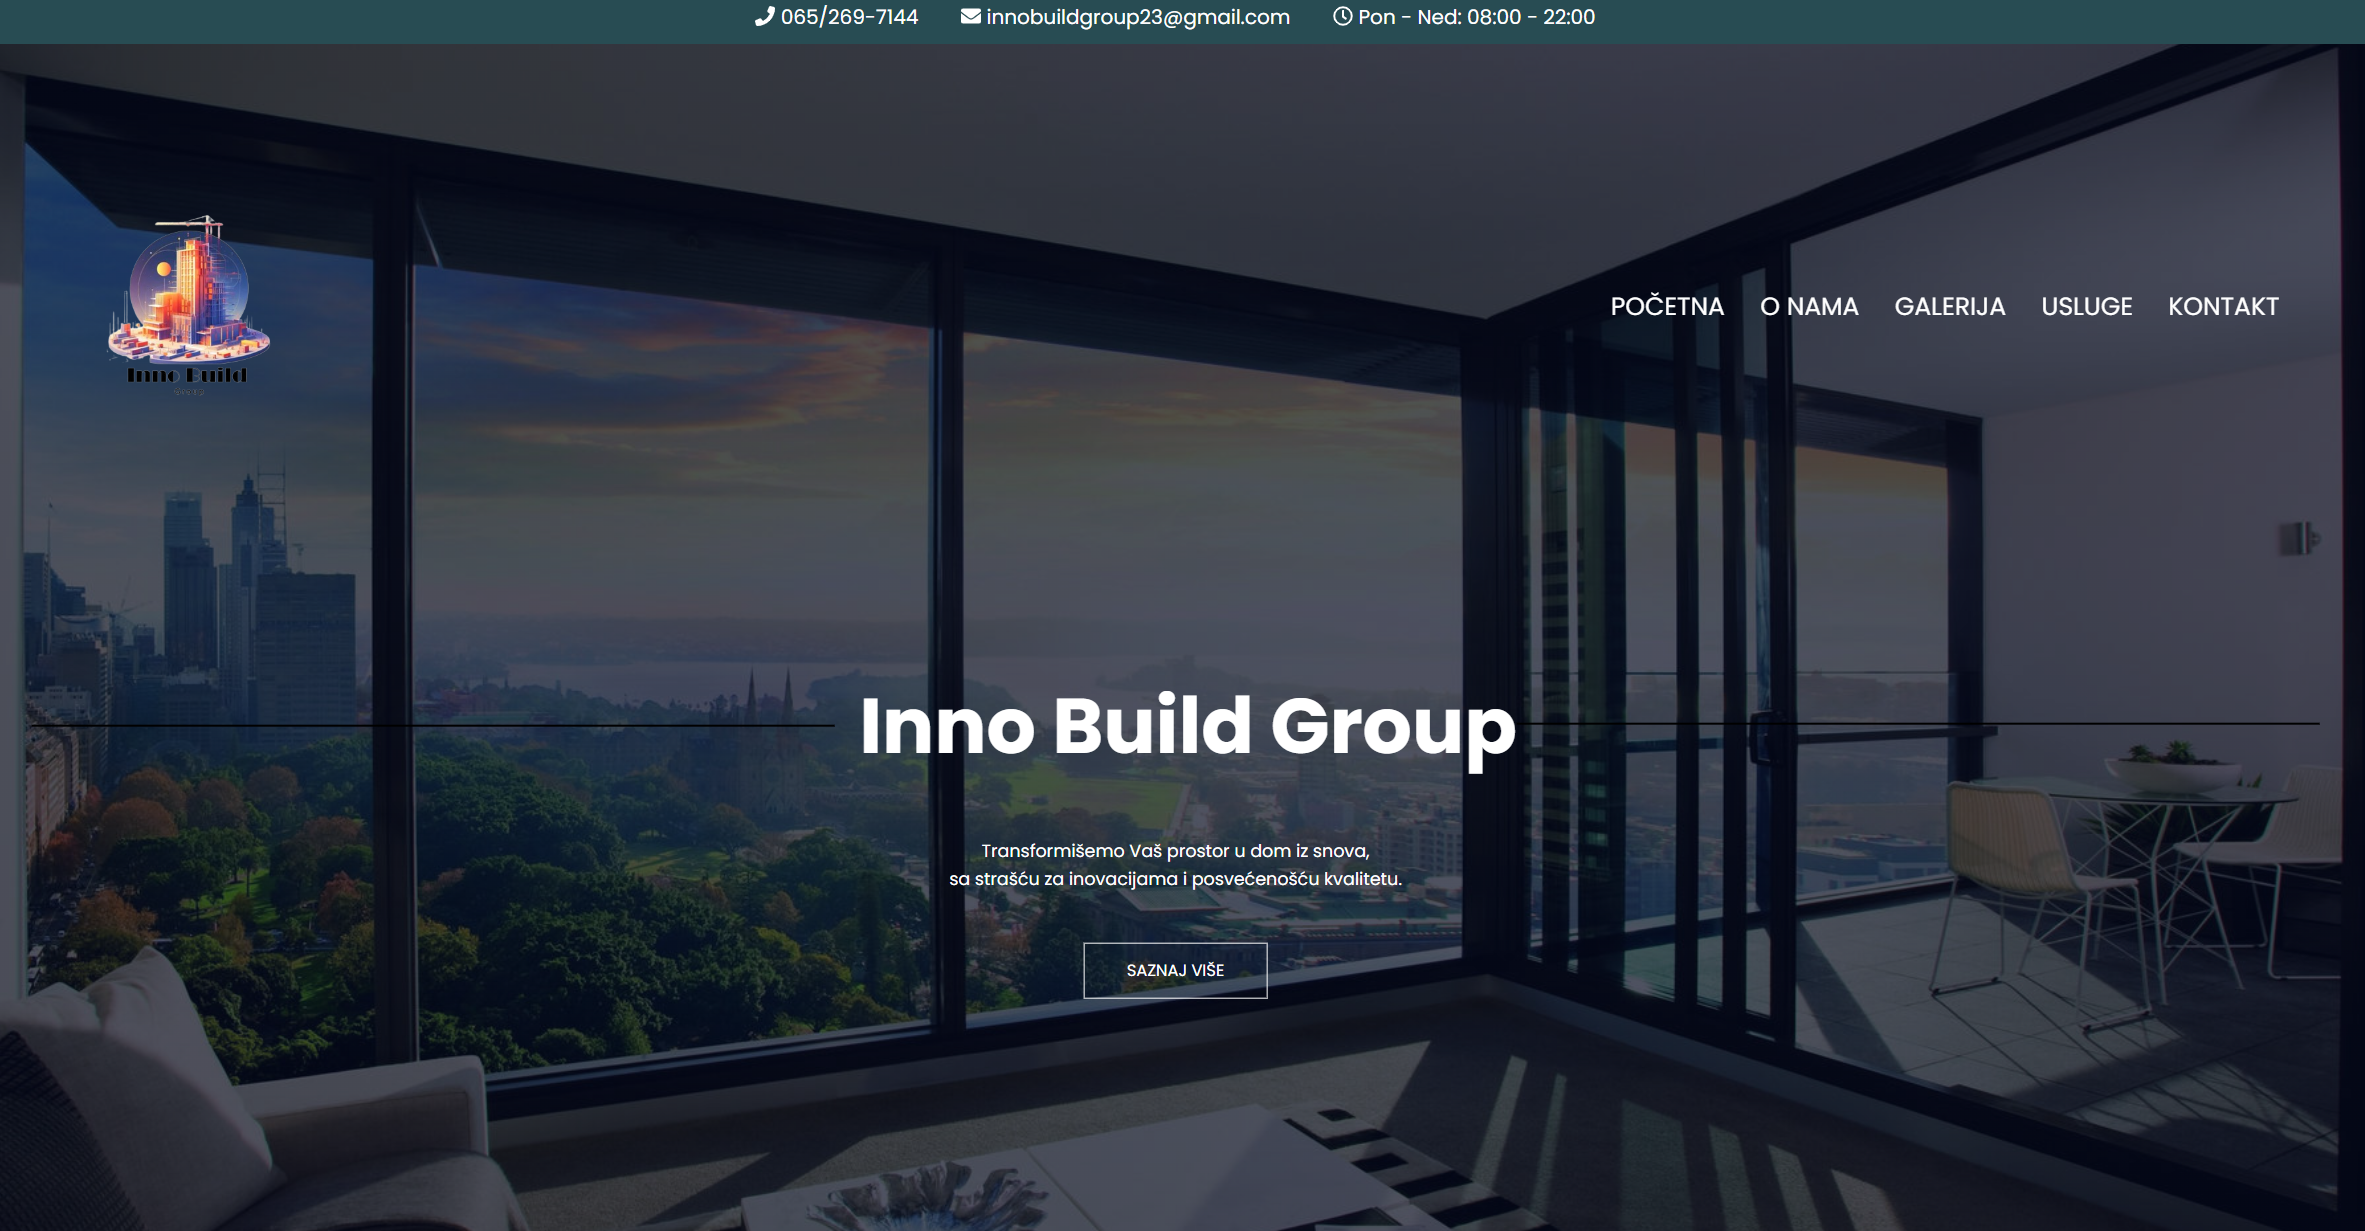 065/269-7144 innobuildgroup23@gmail.com Pon - Ned: 08:00 - 22:00
Inno Build
POČETNA O NAMA GALERIJA USLUGE KONTAKT
Inno Build Group
Transformišemo Vaš prostor u dom iz snova,
sa strašću za inovacijama i posvećenošću kvalitetu.
SAZNAJ VIŠE